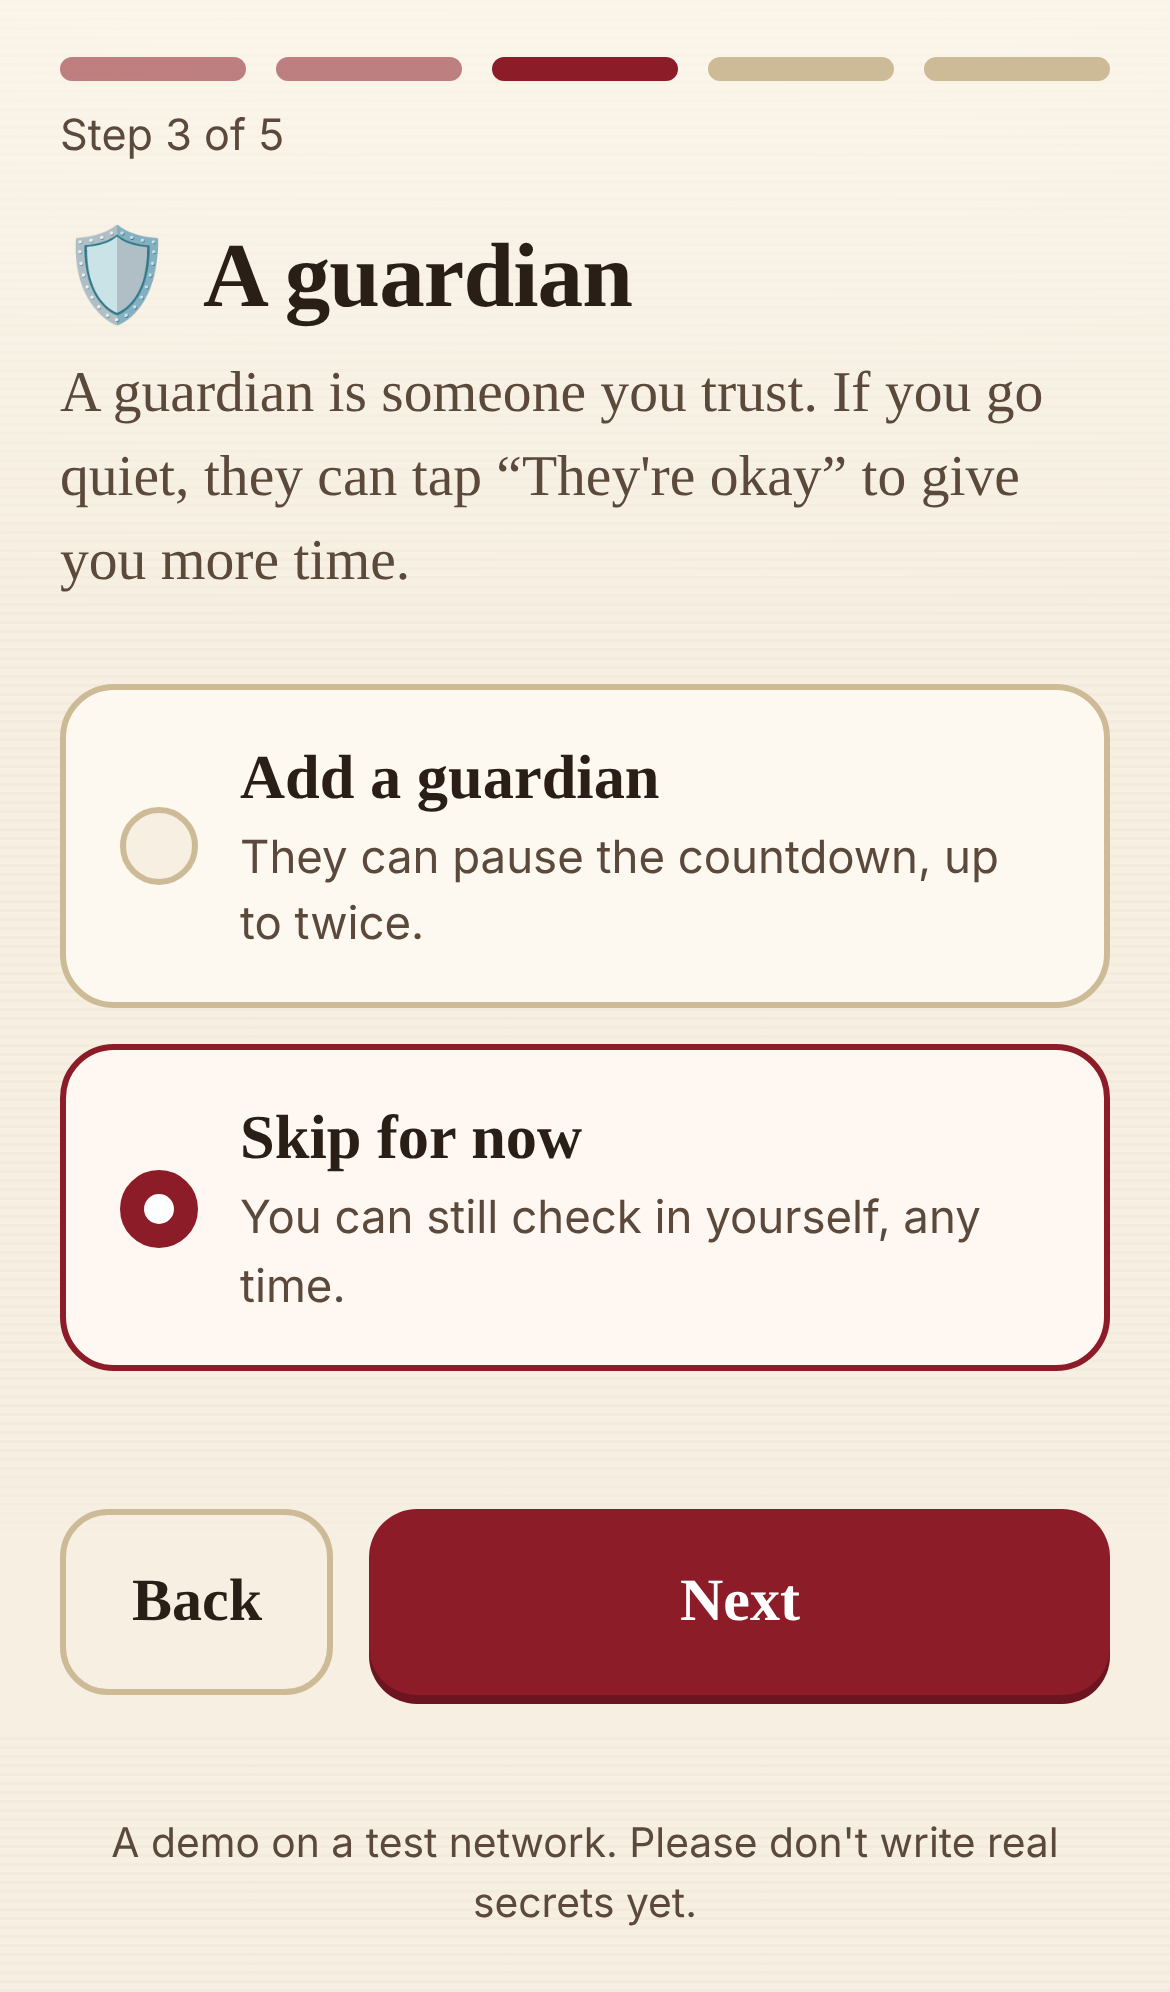 Step 3 of 5
A guardian
A guardian is someone you trust. If you go
quiet, they can tap “They're okay” to give
you more time.
Add a guardian
They can pause the countdown, up
to twice.
Skip for now
You can still check in yourself, any
time.
Back
Next
A demo on a test network. Please don't write real
secrets yet.